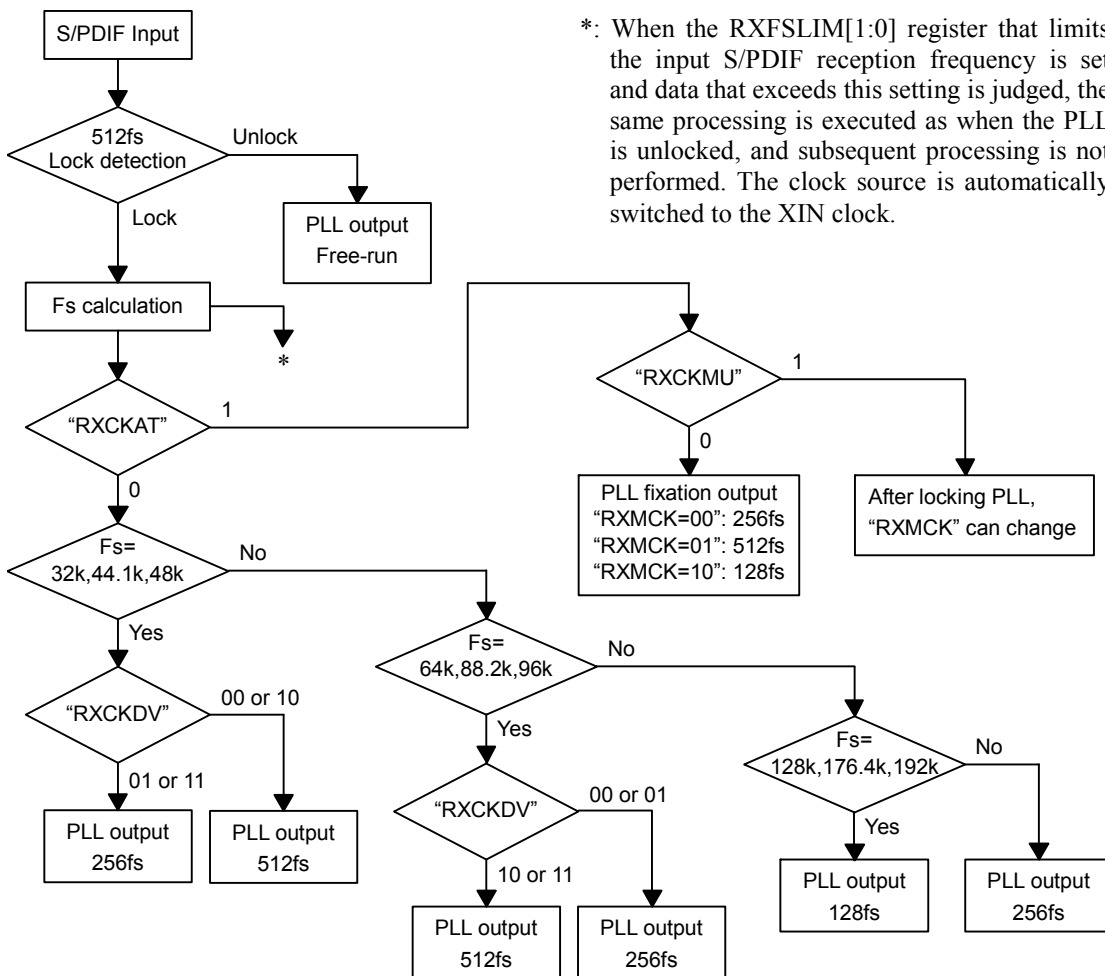 S/PDIF Input
*: When the RXFSLIM[1:0] register that limits
the input S/PDIF reception frequency is set
and data that exceeds this setting is judged, the
same processing is executed as when the PLL
is unlocked, and subsequent processing is not
performed. The clock source is automatically
switched to the XIN clock.
512fs
Lock detection
Unlock
Lock
PLL output
Free-run
Fs calculation
*
“RXCKAT”
1
0
“RXCKMU”
1
0
PLL fixation output
“RXMCK=00”: 256fs
“RXMCK=01”: 512fs
“RXMCK=10”: 128fs
After locking PLL,
“RXMCK” can change
Fs=
32k,44.1k,48k
No
Yes
Fs=
64k,88.2k,96k
No
Yes
“RXCKDV”
00 or 10
01 or 11
PLL output
256fs
PLL output
512fs
“RXCKDV”
00 or 01
10 or 11
PLL output
512fs
PLL output
256fs
Fs=
128k,176.4k,192k
No
Yes
PLL output
128fs
PLL output
256fs